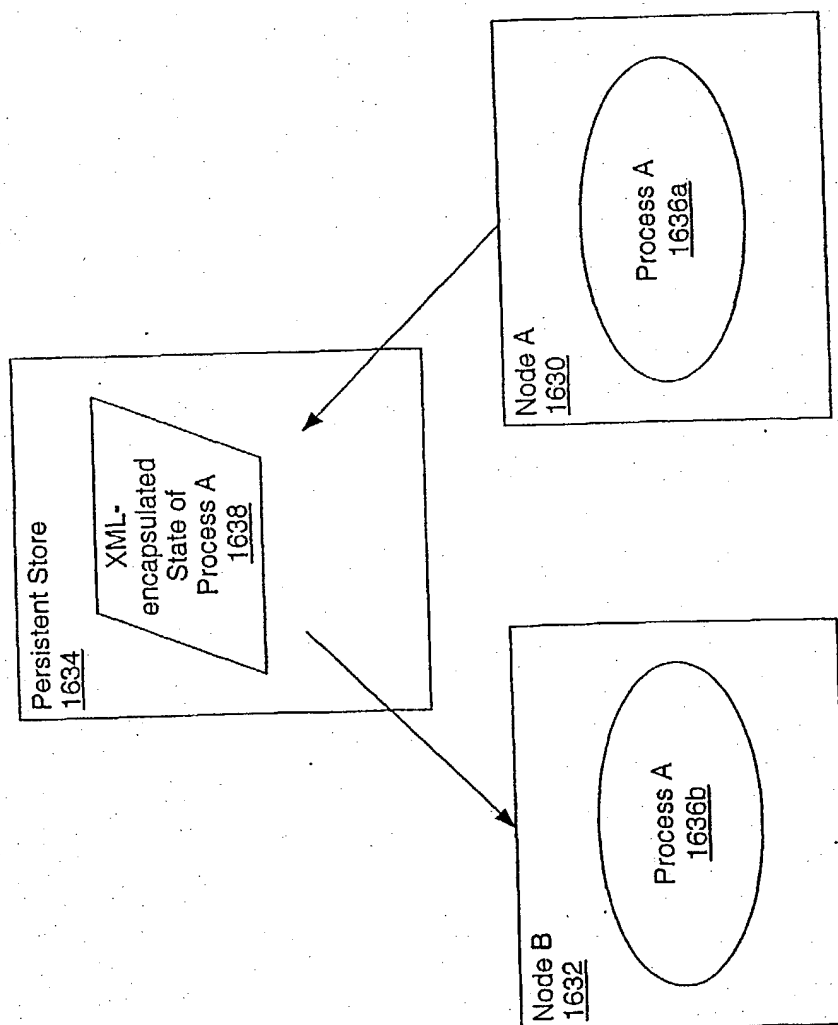 Persistent Store
1634
XML-
encapsulated
State of
Process A
1638
Node A
1630
Process A
1636a
Node B
1632
Process A
1636b